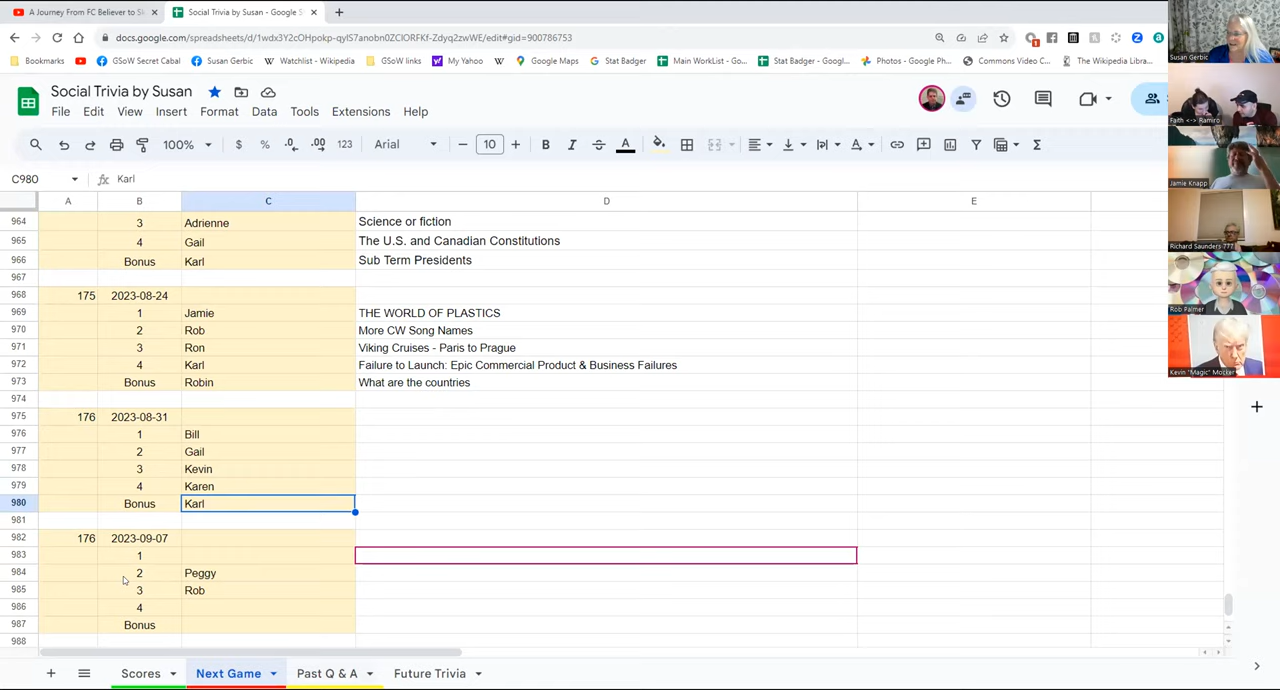 A Journey From FC Believer to Sk
Social Trivia by Susan - Google S
docs.google.com/spreadsheets/d/1wdx3Y2cOHpokp-qyIS7anobn0ZClORFKf-Zdyq2zwWE/edit#gid=900786753
Bookmarks GSoW Secret Cabal Susan Gerbic Watchlist - Wikipedia GSoW links My Yahoo Google Maps Stat Badger Main WorkList - Go... Stat Badger - Googl... Photos - Google Ph... Commons Video C... The Wikipedia Libra...
Social Trivia by Susan
File Edit View Insert Format Data Tools Extensions Help
100% $ % .0 .00 123 Arial 10 B I A Σ
C980 fx Karl
A B C D E
964 3 Adrienne Science or fiction
965 4 Gail The U.S. and Canadian Constitutions
966 Bonus Karl Sub Term Presidents
967
968 175 2023-08-24
969 1 Jamie THE WORLD OF PLASTICS
970 2 Rob More CW Song Names
971 3 Ron Viking Cruises - Paris to Prague
972 4 Karl Failure to Launch: Epic Commercial Product & Business Failures
973 Bonus Robin What are the countries
974
975 176 2023-08-31
976 1 Bill
977 2 Gail
978 3 Kevin
979 4 Karen
980 Bonus Karl
981
982 176 2023-09-07
983 1
984 2 Peggy
985 3 Rob
986 4
987 Bonus
988
Scores Next Game Past Q & A Future Trivia
Susan Gerbic
Faith <-> Ramiro
Jamie Knapp
Richard Saunders 777
Rob Palmer
Kevin "Magic" Mocker